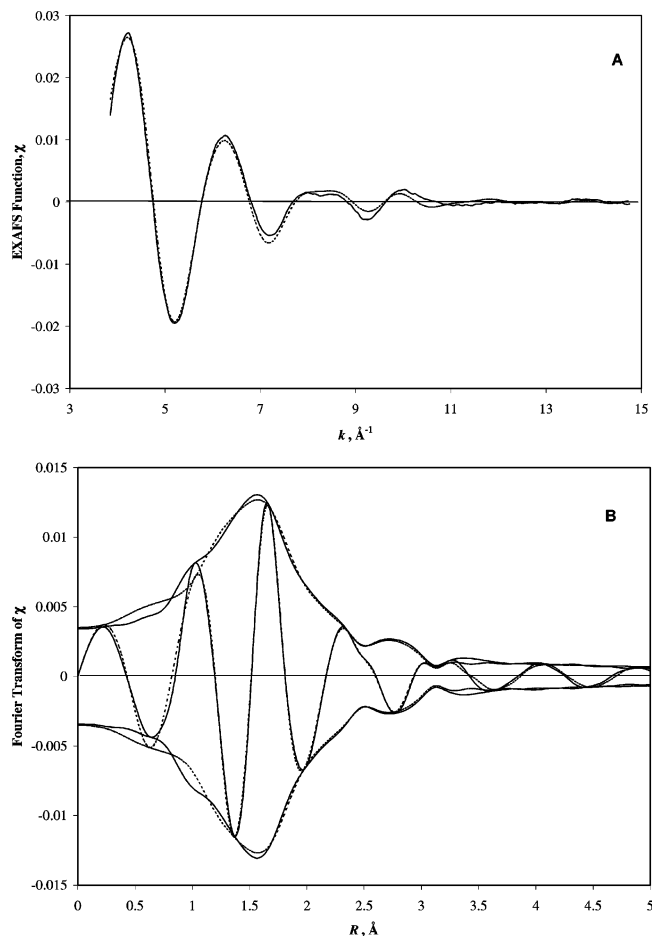 0.03
0.02
0.01
0
-0.01
-0.02
-0.03
EXAFS Function, χ
A
3 5 7 9 11 13 15
k, Å-1
0.015
0.01
0.005
0
-0.005
-0.01
-0.015
Fourier Transform of χ
B
0 0.5 1 1.5 2 2.5 3 3.5 4 4.5 5
R, Å